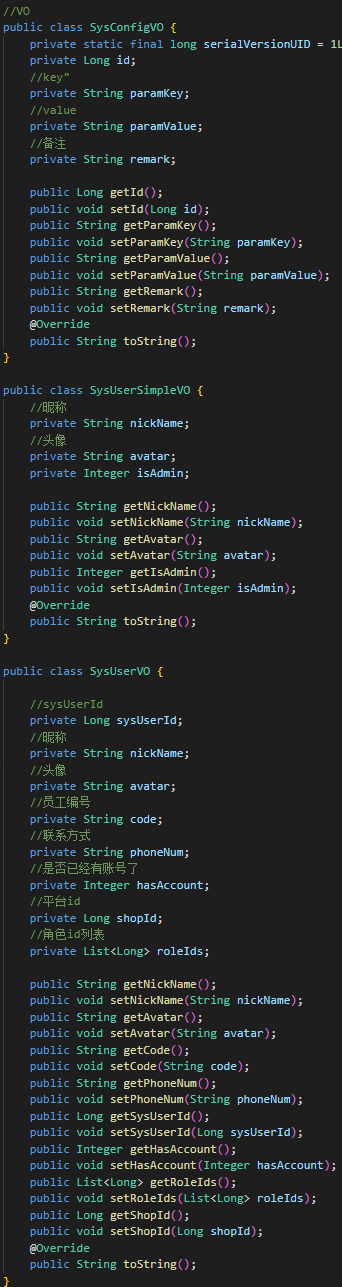 //VO
public class SysConfigVO {
    private static final long serialVersionUID = 1L
    private Long id;
    //key"
    private String paramKey;
    //value
    private String paramValue;
    //备注
    private String remark;

    public Long getId();
    public void setId(Long id);
    public String getParamKey();
    public void setParamKey(String paramKey);
    public String getParamValue();
    public void setParamValue(String paramValue);
    public String getRemark();
    public void setRemark(String remark);
    @Override
    public String toString();
}

public class SysUserSimpleVO {
    //昵称
    private String nickName;
    //头像
    private String avatar;
    private Integer isAdmin;

    public String getNickName();
    public void setNickName(String nickName);
    public String getAvatar();
    public void setAvatar(String avatar);
    public Integer getIsAdmin();
    public void setIsAdmin(Integer isAdmin);
    @Override
    public String toString();
}

public class SysUserVO {

    //sysUserId
    private Long sysUserId;
    //昵称
    private String nickName;
    //头像
    private String avatar;
    //员工编号
    private String code;
    //联系方式
    private String phoneNum;
    //是否已经有账号了
    private Integer hasAccount;
    //平台id
    private Long shopId;
    //角色id列表
    private List<Long> roleIds;

    public String getNickName();
    public void setNickName(String nickName);
    public String getAvatar();
    public void setAvatar(String avatar);
    public String getCode();
    public void setCode(String code);
    public String getPhoneNum();
    public void setPhoneNum(String phoneNum);
    public Long getSysUserId();
    public void setSysUserId(Long sysUserId);
    public Integer getHasAccount();
    public void setHasAccount(Integer hasAccount);
    public List<Long> getRoleIds();
    public void setRoleIds(List<Long> roleIds);
    public Long getShopId();
    public void setShopId(Long shopId);
    @Override
    public String toString();
}